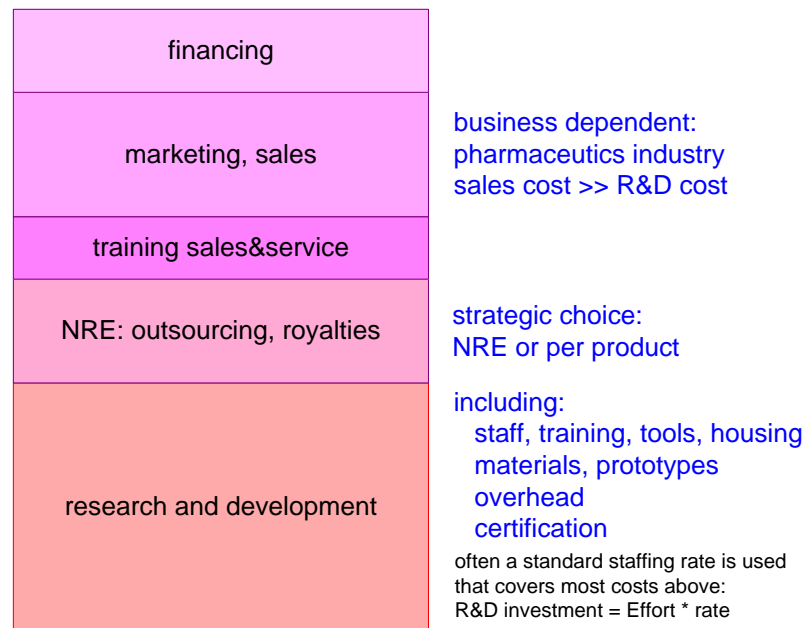 financing
marketing, sales
business dependent:
pharmaceutics industry
sales cost >> R&D cost
training sales&service
NRE: outsourcing, royalties
strategic choice:
NRE or per product
research and development
including:
staff, training, tools, housing
materials, prototypes
overhead
certification
often a standard staffing rate is used
that covers most costs above:
R&D investment = Effort * rate